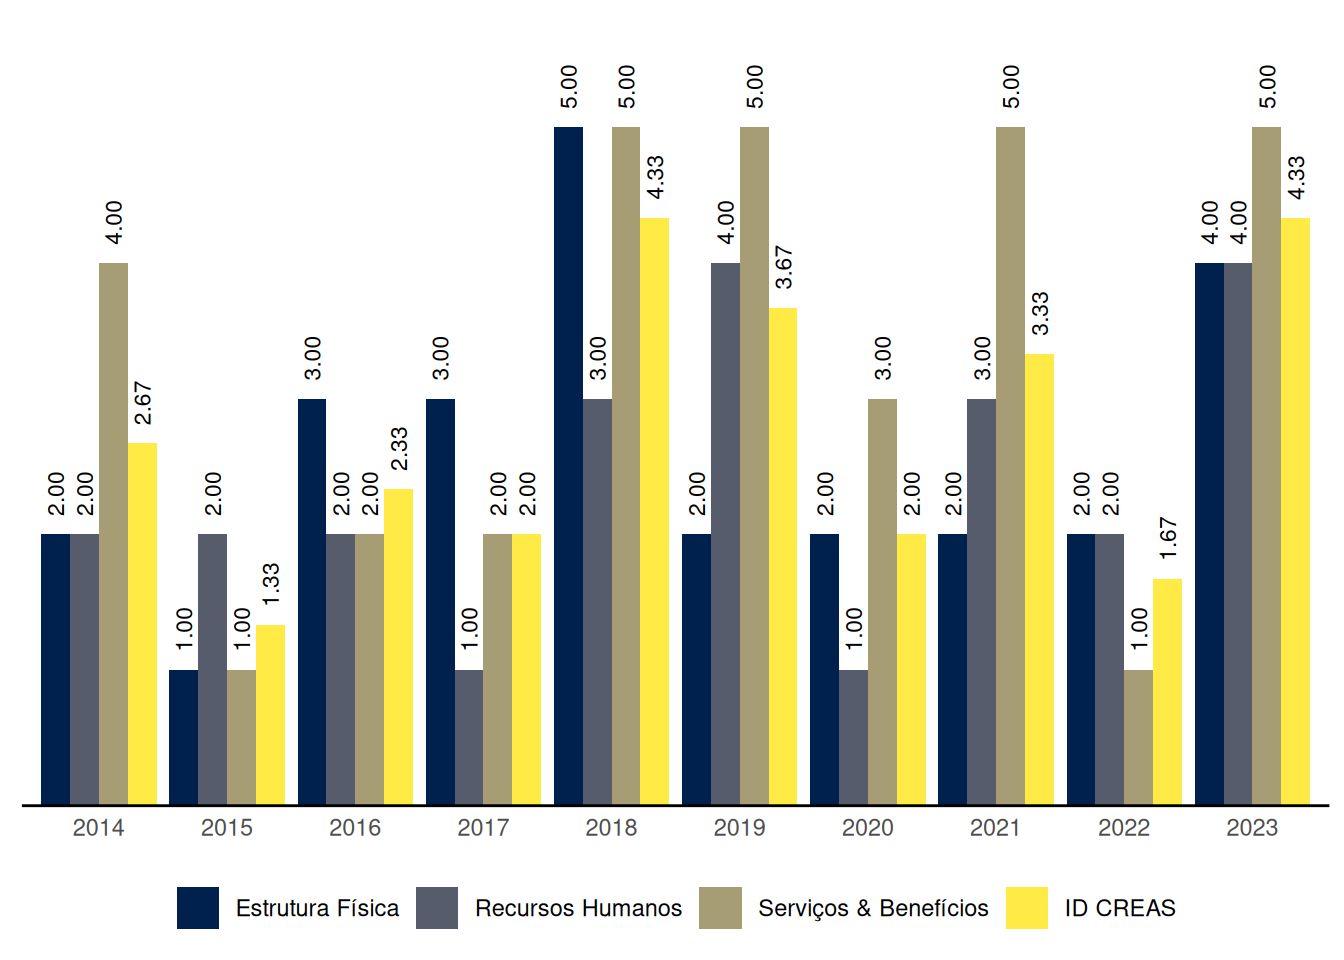 5.00 5.00 5.00 5.00 5.00
4.33 4.33
4.00 4.00 4.00 4.00
3.67
3.33
3.00 3.00 3.00 3.00 3.00
2.67
2.33
2.00 2.00 2.00 2.00 2.00 2.00 2.00 2.00 2.00 2.00 2.00 2.00 2.00
1.67
1.33
1.00 1.00 1.00 1.00 1.00
2014 2015 2016 2017 2018 2019 2020 2021 2022 2023
Estrutura Física Recursos Humanos Serviços & Benefícios ID CREAS